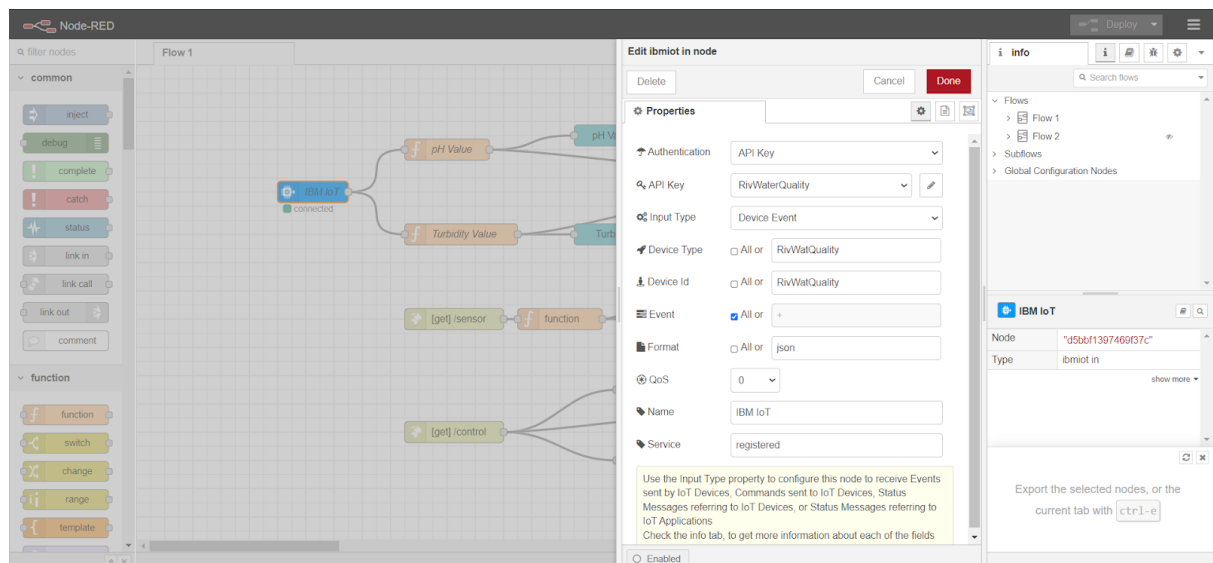 Node-RED
Deploy
filter nodes
common
inject
debug
complete
catch
status
link in
link call
link out
comment
function
function
switch
change
range
template
Flow 1
IBM IoT
connected
pH Value
Turbidity Value
pH V
Turb
[get] /sensor
function
[get] /control
Edit ibmiot in node
Delete
Cancel
Done
Properties
Authentication
API Key
API Key
RivWaterQuality
Input Type
Device Event
Device Type
All or
RivWatQuality
Device Id
All or
RivWatQuality
Event
All or
+
Format
All or
json
QoS
0
Name
IBM IoT
Service
registered
Use the Input Type property to configure this node to receive Events
sent by IoT Devices, Commands sent to IoT Devices, Status
Messages referring to IoT Devices, or Status Messages referring to
IoT Applications
Check the info tab, to get more information about each of the fields
Enabled
i info
i
Search flows
Flows
Flow 1
Flow 2
Subflows
Global Configuration Nodes
IBM IoT
Node
"d5bbf1397469f37c"
Type
ibmiot in
show more
Export the selected nodes, or the
current tab with ctrl-e